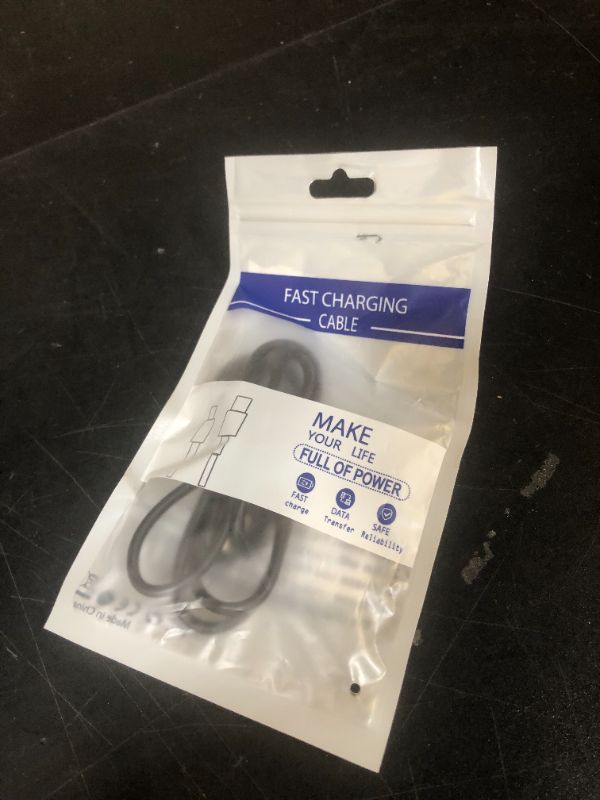 FAST CHARGING
CABLE
MAKE
YOUR LIFE
FULL OF POWER
FAST
charge
DATA
Transfer
SAFE
Reliability
Made in China